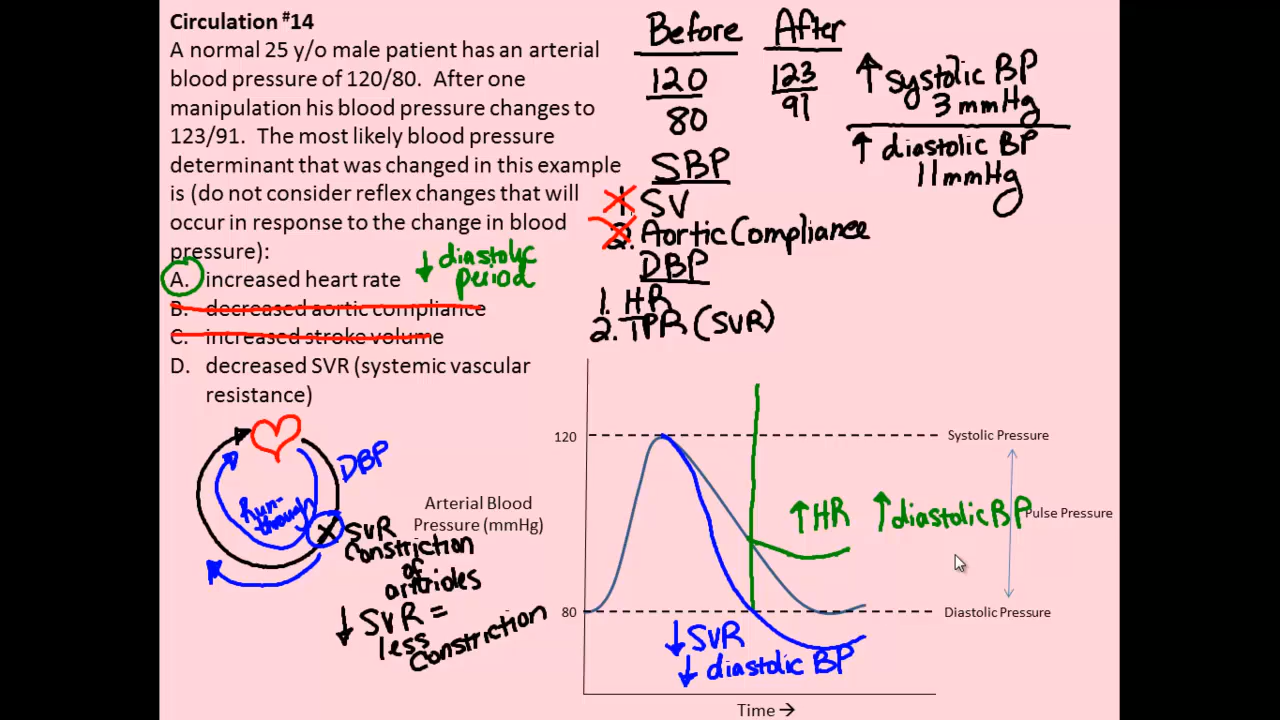 Circulation #14
A normal 25 y/o male patient has an arterial
blood pressure of 120/80.  After one
manipulation his blood pressure changes to
123/91.  The most likely blood pressure
determinant that was changed in this example
is (do not consider reflex changes that will
occur in response to the change in blood
pressure):
A. increased heart rate
B. decreased aortic compliance
C. increased stroke volume
D. decreased SVR (systemic vascular
resistance)
↓ diastolic
period
Before After
120 123
80 91
↑ systolic BP
3 mmHg
↑ diastolic BP
11 mmHg
SBP
1. SV
2. Aortic Compliance
DBP
1. HR
2. TPR (SVR)
DBP
Run-
through
X SVR
Constriction
of
artrides
↓ SVR =
less
Constriction
Arterial Blood
Pressure (mmHg)
120
80
Systolic Pressure
Pulse Pressure
Diastolic Pressure
↑ HR ↑ diastolic BP
↓ SVR
↓ diastolic BP
Time →